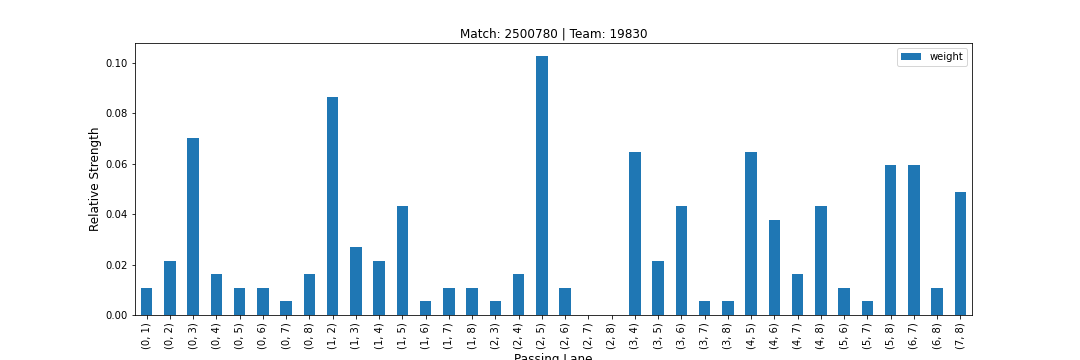 Match: 2500780 | Team: 19830
weight
Relative Strength
0.10
0.08
0.06
0.04
0.02
0.00
(0, 1) (0, 2) (0, 3) (0, 4) (0, 5) (0, 6) (0, 7) (0, 8) (1, 2) (1, 3) (1, 4) (1, 5) (1, 6) (1, 7) (1, 8) (2, 3) (2, 4) (2, 5) (2, 6) (2, 7) (2, 8) (3, 4) (3, 5) (3, 6) (3, 7) (3, 8) (4, 5) (4, 6) (4, 7) (4, 8) (5, 6) (5, 7) (5, 8) (6, 7) (6, 8) (7, 8)
Passing Lane